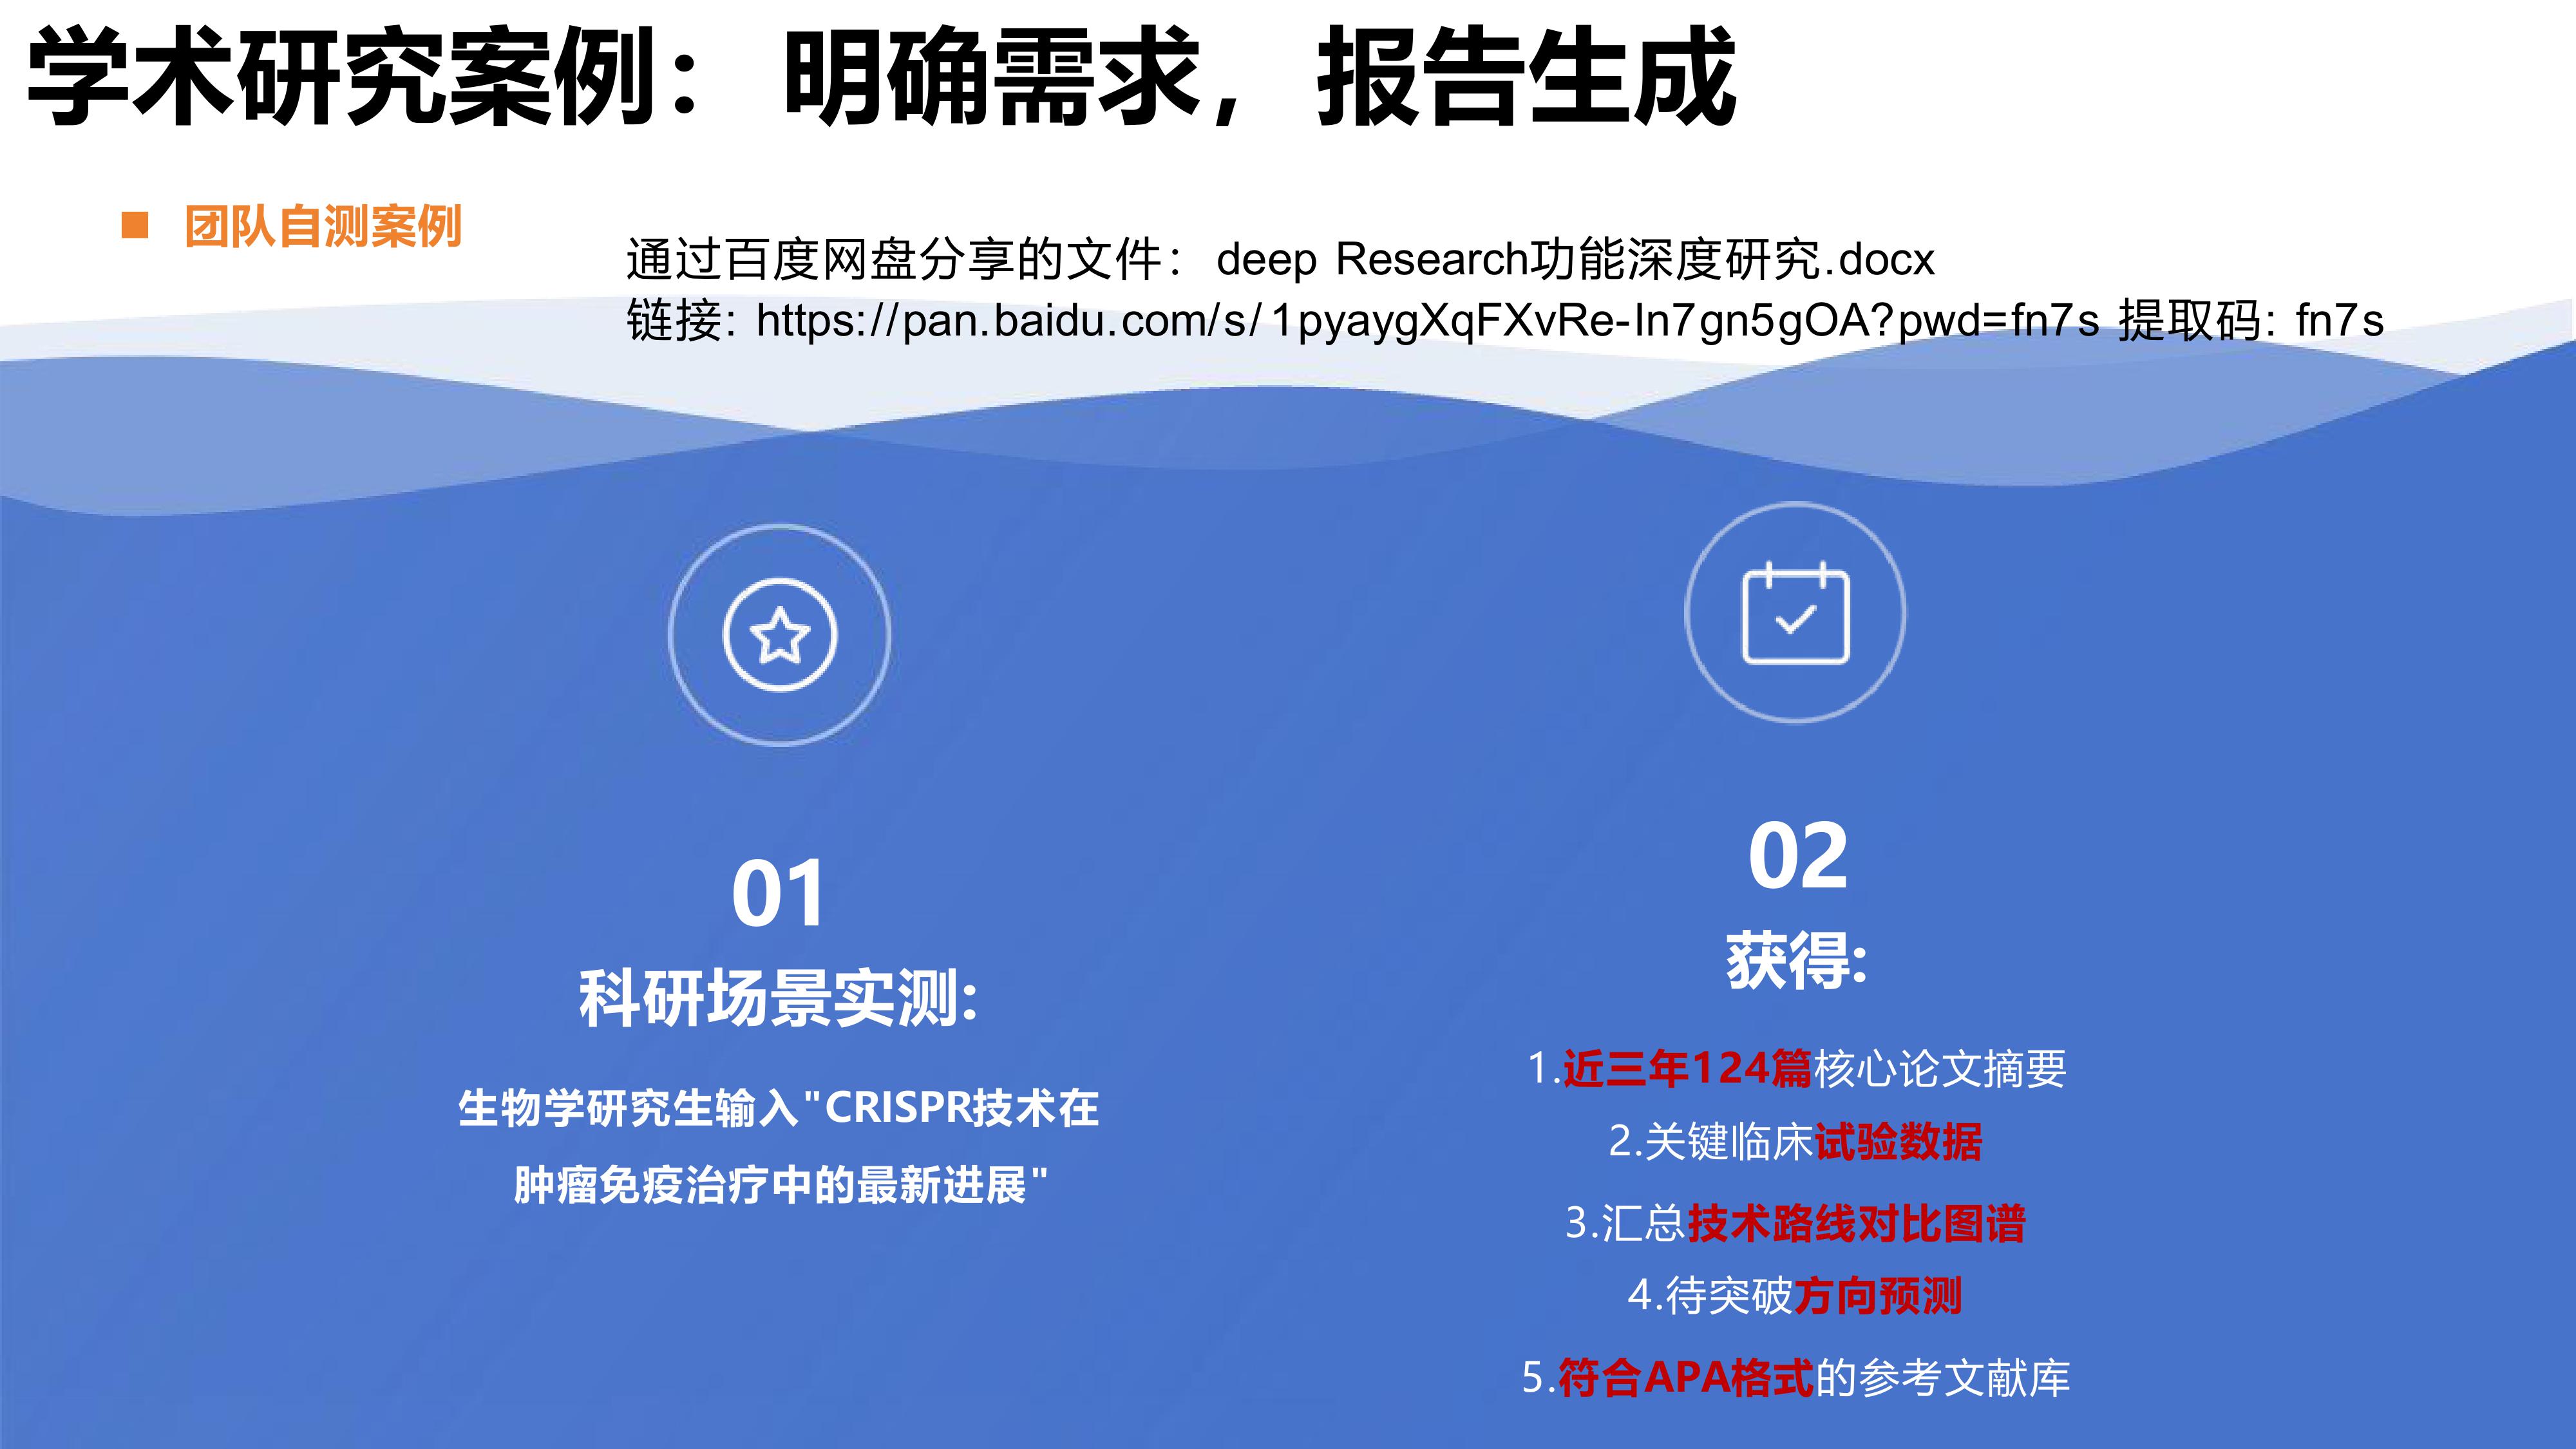 学术研究案例： 明确需求，报告生成
■ 团队自测案例
通过百度网盘分享的文件：deep Research功能深度研究.docx
链接: https://pan.baidu.com/s/1pyaygXqFXvRe-In7gn5gOA?pwd=fn7s 提取码: fn7s
01
科研场景实测:
生物学研究生输入"CRISPR技术在
肿瘤免疫治疗中的最新进展"
02
获得:
1.近三年124篇核心论文摘要
2.关键临床试验数据
3.汇总技术路线对比图谱
4.待突破方向预测
5.符合APA格式的参考文献库